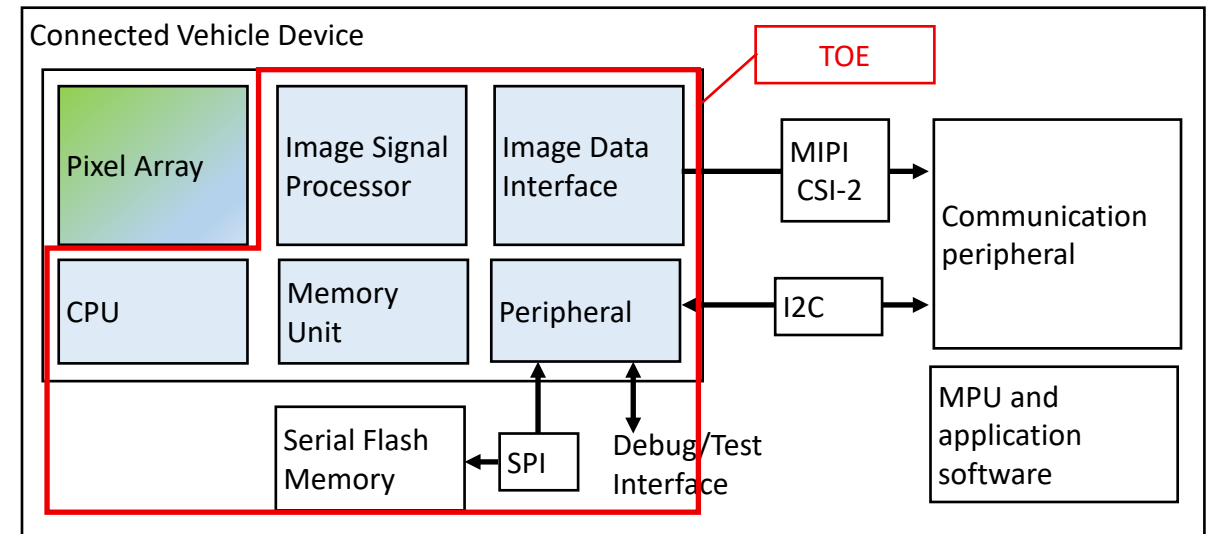 Connected Vehicle Device
TOE
Pixel Array
Image Signal
Processor
Image Data
Interface
MIPI
CSI-2
Communication
peripheral
CPU
Memory
Unit
Peripheral
I2C
Serial Flash
Memory
SPI
Debug/Test
Interface
MPU and
application
software